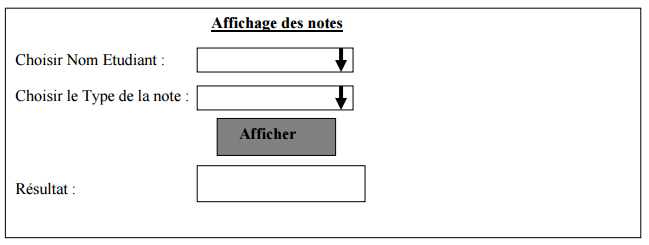 Affichage des notes
Choisir Nom Etudiant :
Choisir le Type de la note :
Afficher
Résultat :